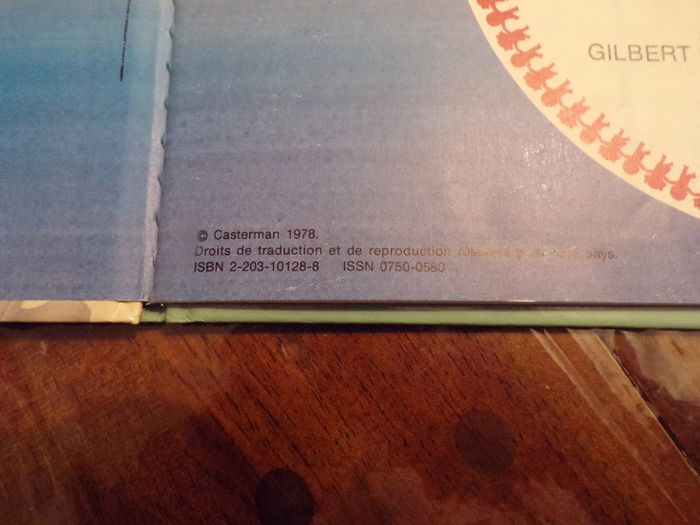 GILBERT
© Casterman 1978.
Droits de traduction et de reproduction réservés pour tous pays.
ISBN 2-203-10128-8 ISSN 0750-0580